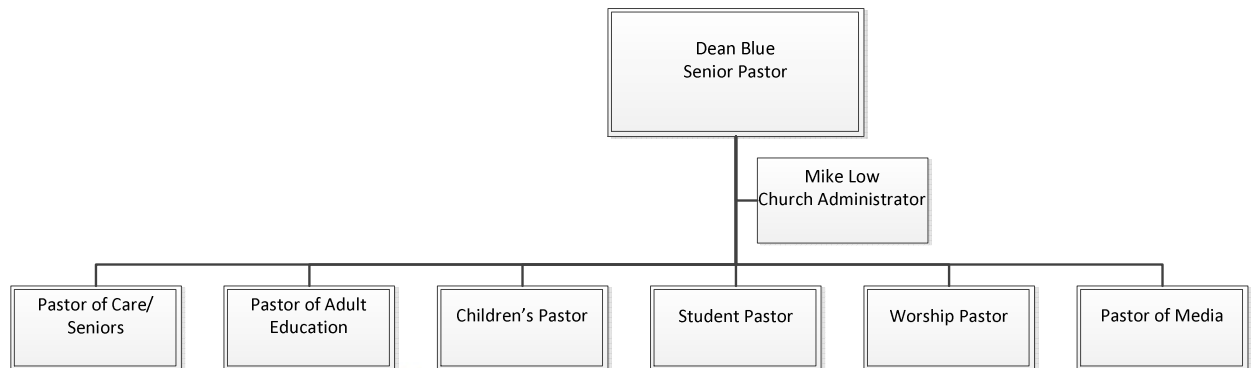 Dean Blue
Senior Pastor
Mike Low
Church Administrator
Pastor of Care/
Seniors
Pastor of Adult
Education
Children’s Pastor
Student Pastor
Worship Pastor
Pastor of Media